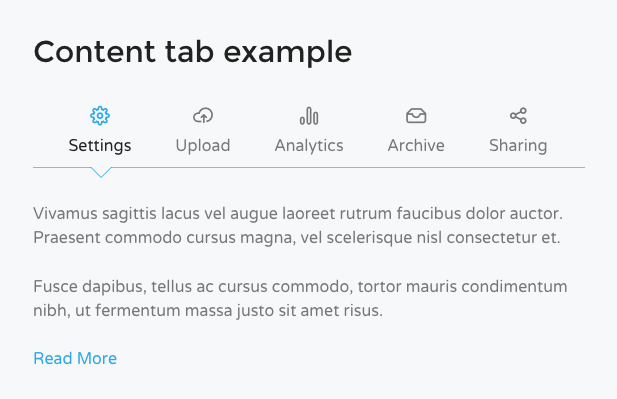 Content tab example
Settings Upload Analytics Archive Sharing
Vivamus sagittis lacus vel augue laoreet rutrum faucibus dolor auctor.
Praesent commodo cursus magna, vel scelerisque nisl consectetur et.
Fusce dapibus, tellus ac cursus commodo, tortor mauris condimentum
nibh, ut fermentum massa justo sit amet risus.
Read More